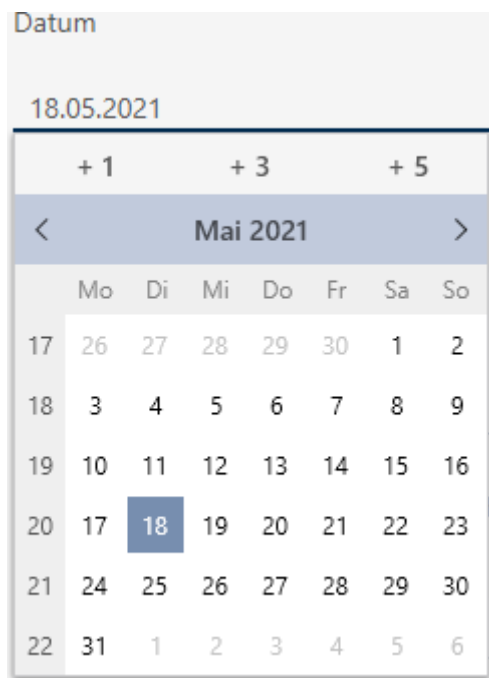 Datum
18.05.2021
+ 1 + 3 + 5
< Mai 2021 >
Mo Di Mi Do Fr Sa So
17 26 27 28 29 30 1 2
18 3 4 5 6 7 8 9
19 10 11 12 13 14 15 16
20 17 18 19 20 21 22 23
21 24 25 26 27 28 29 30
22 31 1 2 3 4 5 6